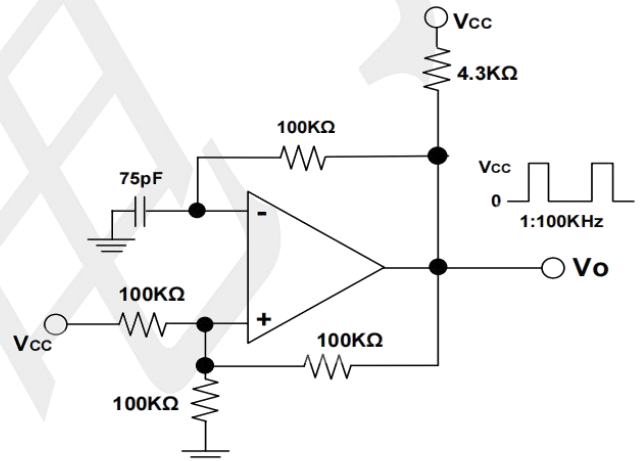 Vcc
4.3KΩ
100KΩ
75pF
Vcc
0
1:100KHz
-
Vo
100KΩ
+
Vcc
100KΩ
100KΩ